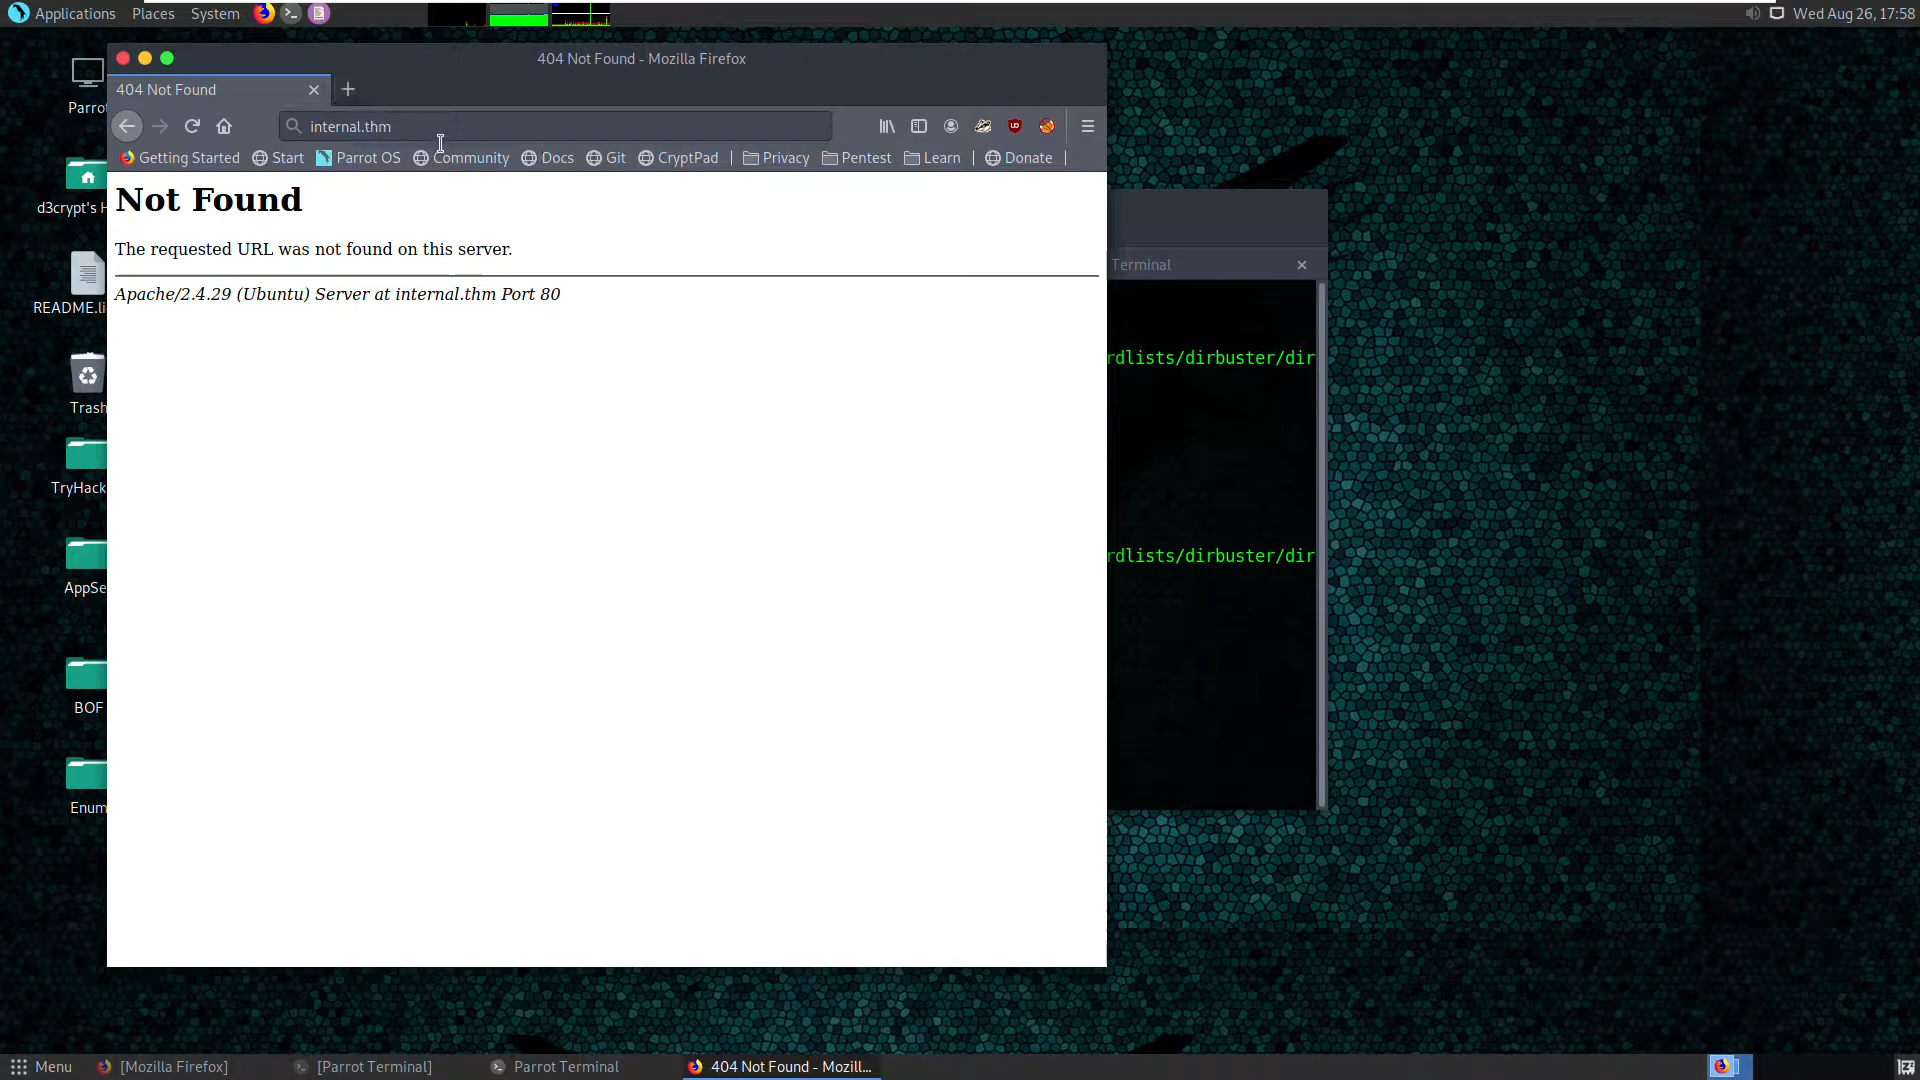 Applications Places System Wed Aug 26, 17:58
404 Not Found - Mozilla Firefox
404 Not Found
internal.thm
Getting Started Start Parrot OS Community Docs Git CryptPad Privacy Pentest Learn Donate
Not Found
The requested URL was not found on this server.
Apache/2.4.29 (Ubuntu) Server at internal.thm Port 80
Parrot
d3crypt's H
README.li
Trash
TryHack
AppSe
BOF
Enum
Terminal
rdlists/dirbuster/dir
rdlists/dirbuster/dir
Menu [Mozilla Firefox] [Parrot Terminal] Parrot Terminal 404 Not Found - Mozill...